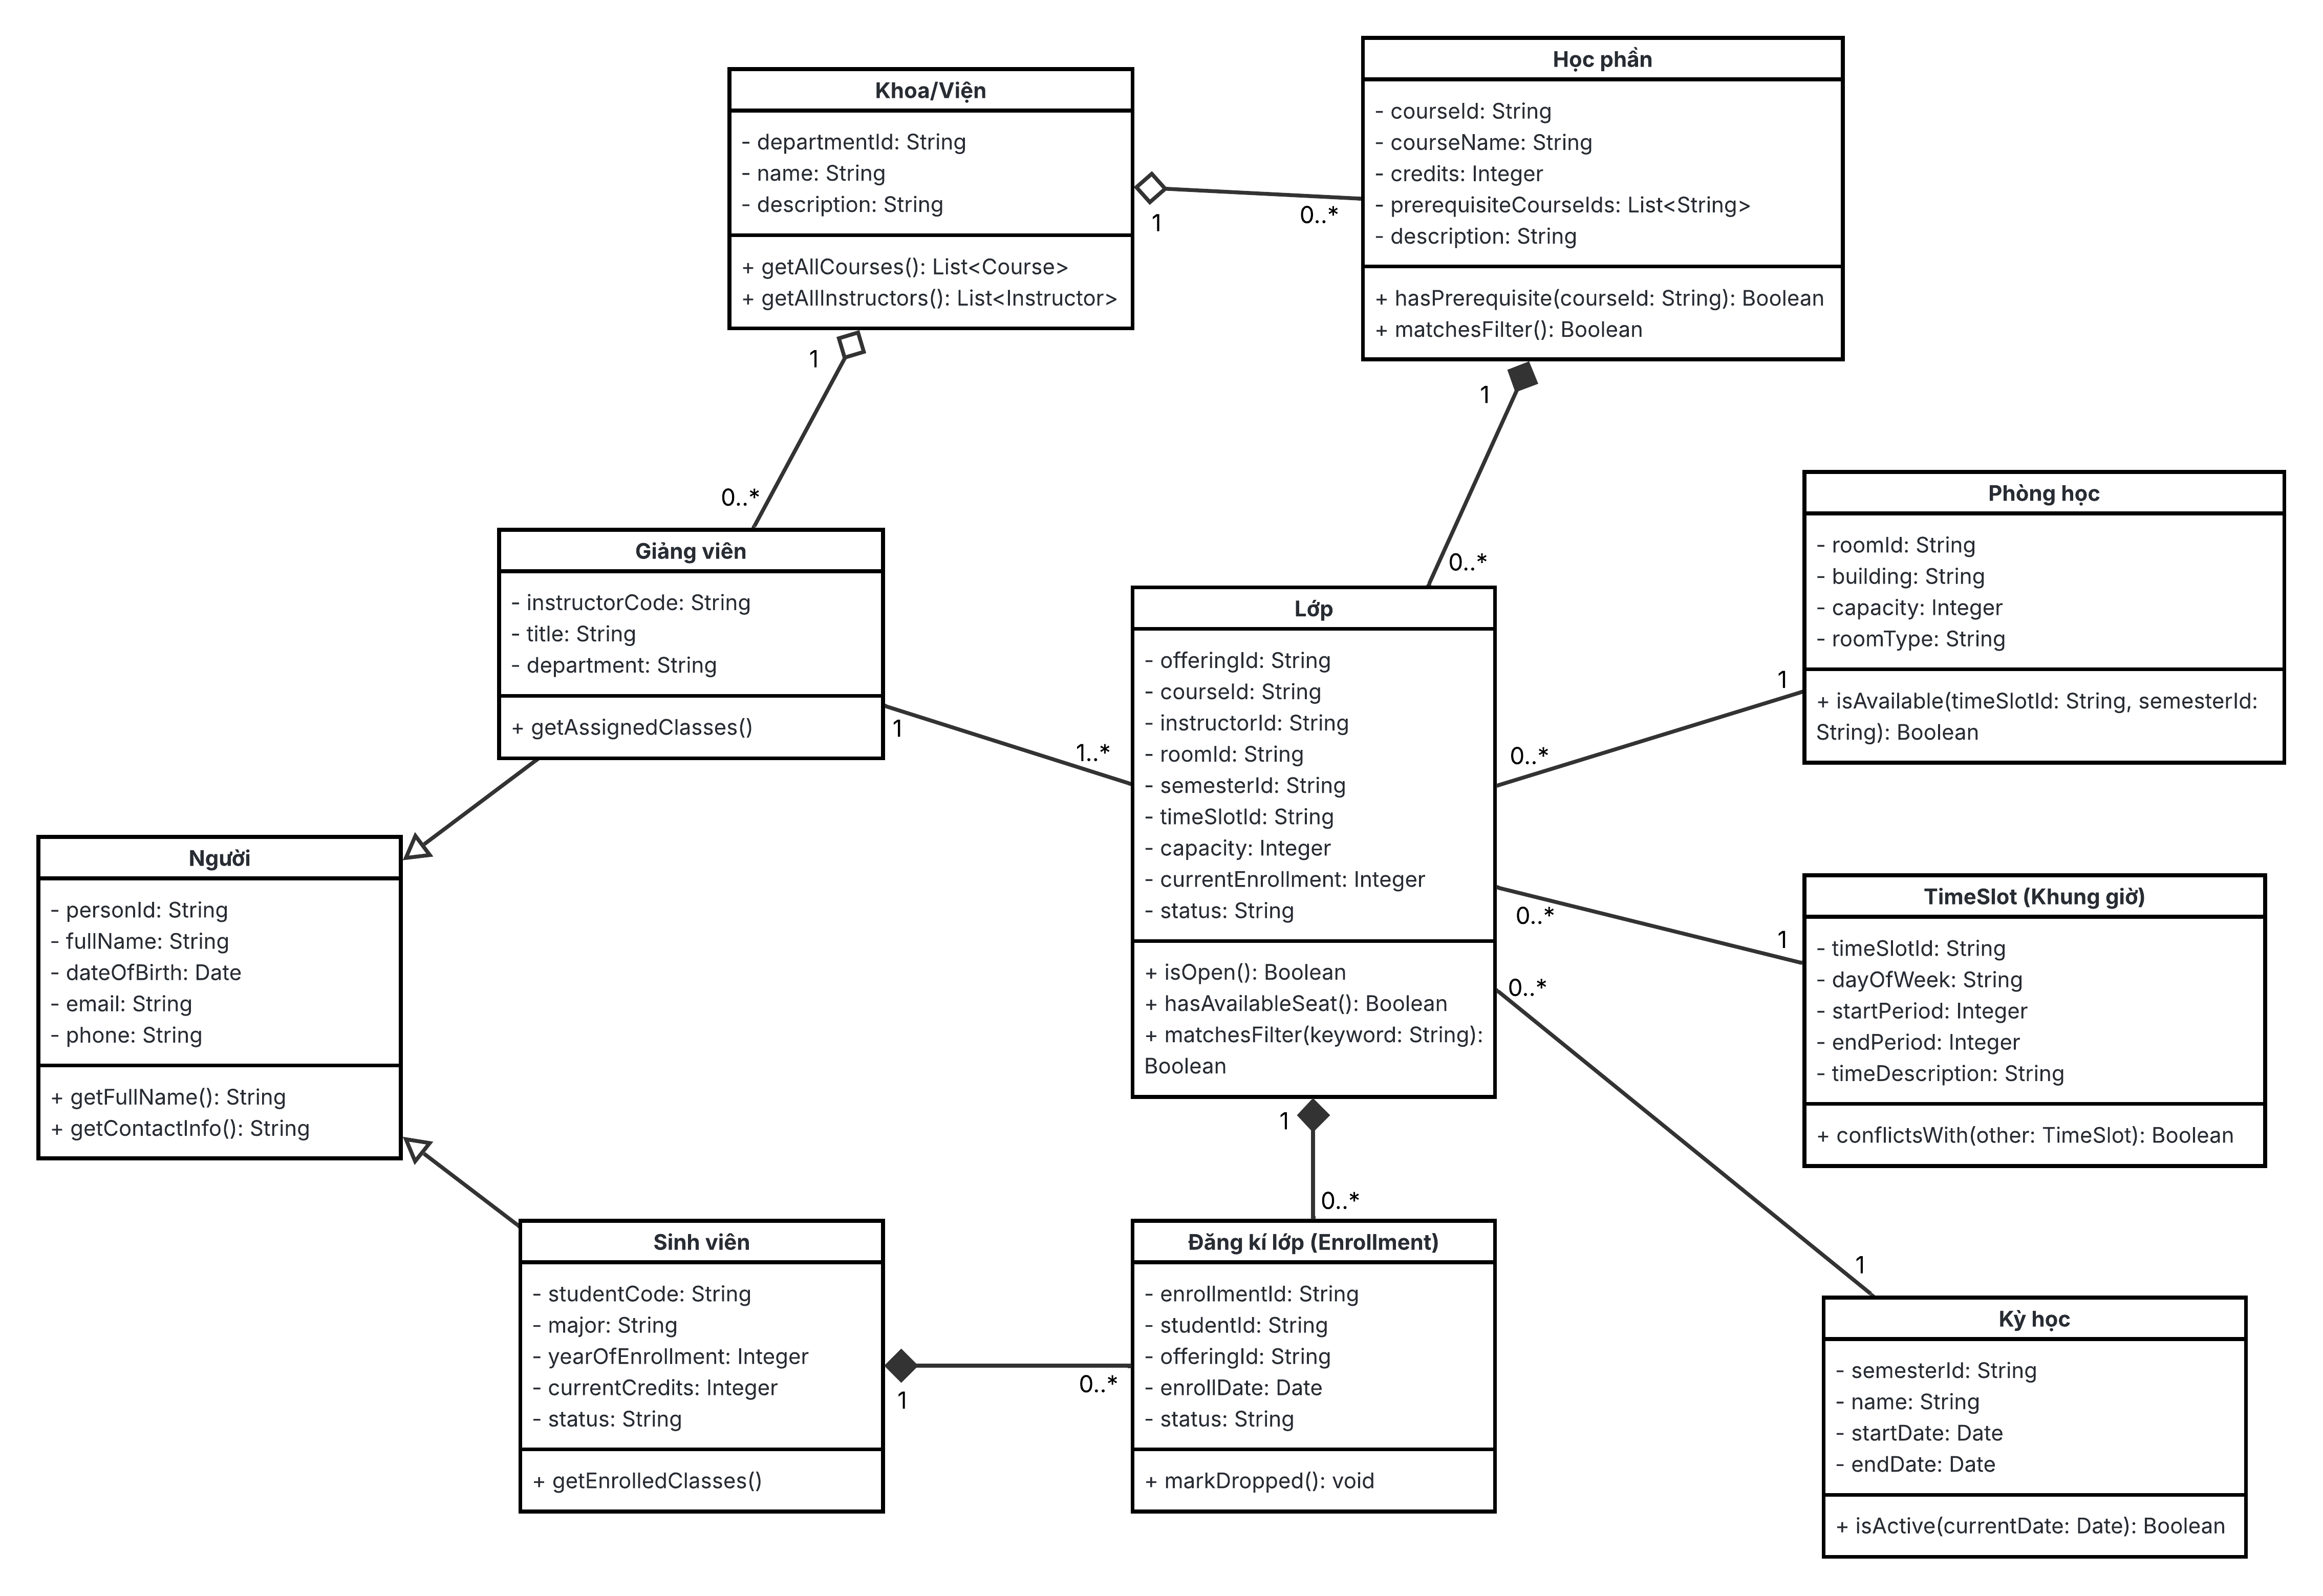 Khoa/Viện
- departmentId: String
- name: String
- description: String
+ getAllCourses(): List<Course>
+ getAllInstructors(): List<Instructor>
1
0..*
1
0..*
Học phần
- courseId: String
- courseName: String
- credits: Integer
- prerequisiteCourseIds: List<String>
- description: String
+ hasPrerequisite(courseId: String): Boolean
+ matchesFilter(): Boolean
1
0..*
Giảng viên
- instructorCode: String
- title: String
- department: String
+ getAssignedClasses()
1
1..*
Lớp
- offeringId: String
- courseId: String
- instructorId: String
- roomId: String
- semesterId: String
- timeSlotId: String
- capacity: Integer
- currentEnrollment: Integer
- status: String
+ isOpen(): Boolean
+ hasAvailableSeat(): Boolean
+ matchesFilter(keyword: String):
Boolean
0..*
1
0..*
1
0..*
1
1
0..*
Phòng học
- roomId: String
- building: String
- capacity: Integer
- roomType: String
+ isAvailable(timeSlotId: String, semesterId:
String): Boolean
Người
- personId: String
- fullName: String
- dateOfBirth: Date
- email: String
- phone: String
+ getFullName(): String
+ getContactInfo(): String
TimeSlot (Khung giờ)
- timeSlotId: String
- dayOfWeek: String
- startPeriod: Integer
- endPeriod: Integer
- timeDescription: String
+ conflictsWith(other: TimeSlot): Boolean
Sinh viên
- studentCode: String
- major: String
- yearOfEnrollment: Integer
- currentCredits: Integer
- status: String
+ getEnrolledClasses()
1
0..*
Đăng kí lớp (Enrollment)
- enrollmentId: String
- studentId: String
- offeringId: String
- enrollDate: Date
- status: String
+ markDropped(): void
Kỳ học
- semesterId: String
- name: String
- startDate: Date
- endDate: Date
+ isActive(currentDate: Date): Boolean